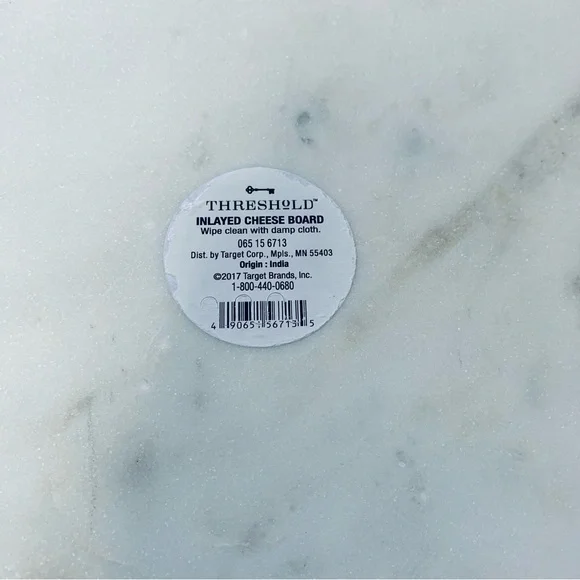 THRESHOLD™
INLAYED CHEESE BOARD
Wipe clean with damp cloth.
065 15 6713
Dist. by Target Corp., Mpls., MN 55403
Origin : India
©2017 Target Brands, Inc.
1-800-440-0680
4 90651 56713 5